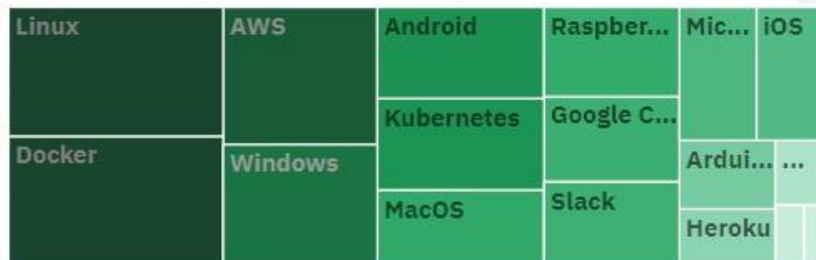 Linux
AWS
Android
Raspber...
Mic...
iOS
Kubernetes
Google C...
Docker
Windows
Ardui...
...
MacOS
Slack
Heroku